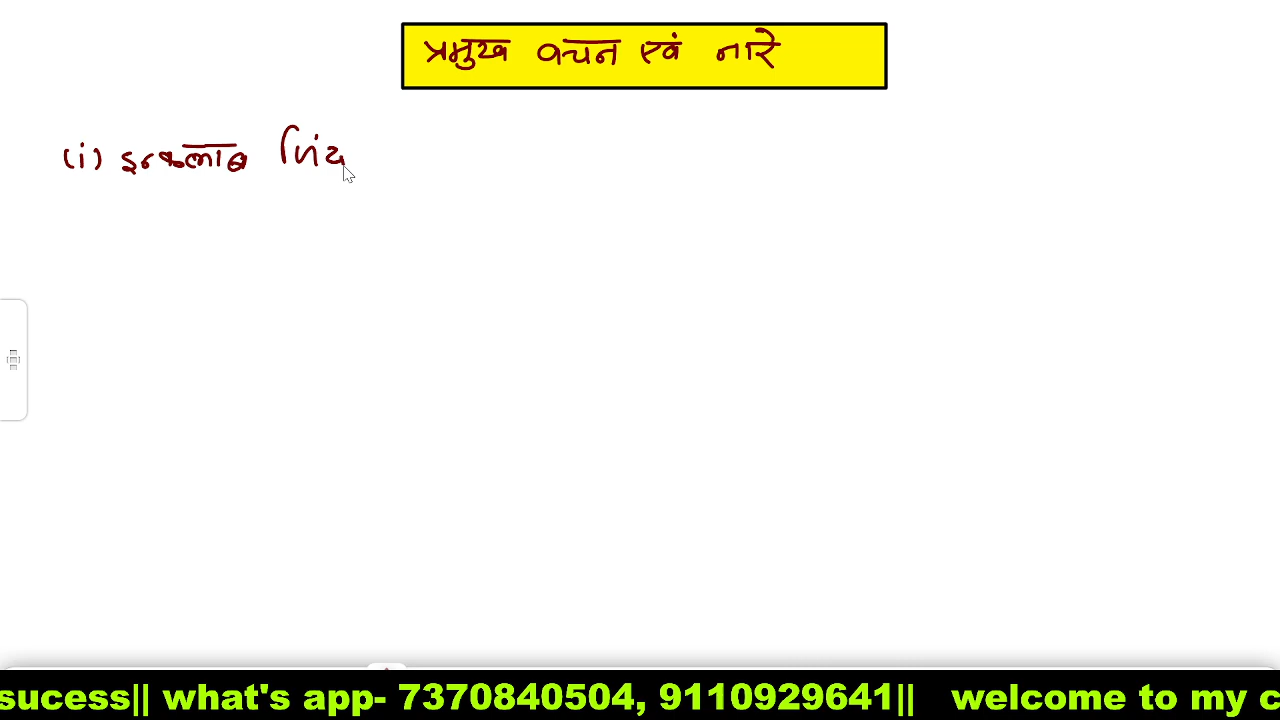 प्रमुख वचन एवं नारे
(i) इन्कलाब जिंद
sucess|| what's app- 7370840504, 9110929641|| welcome to my c